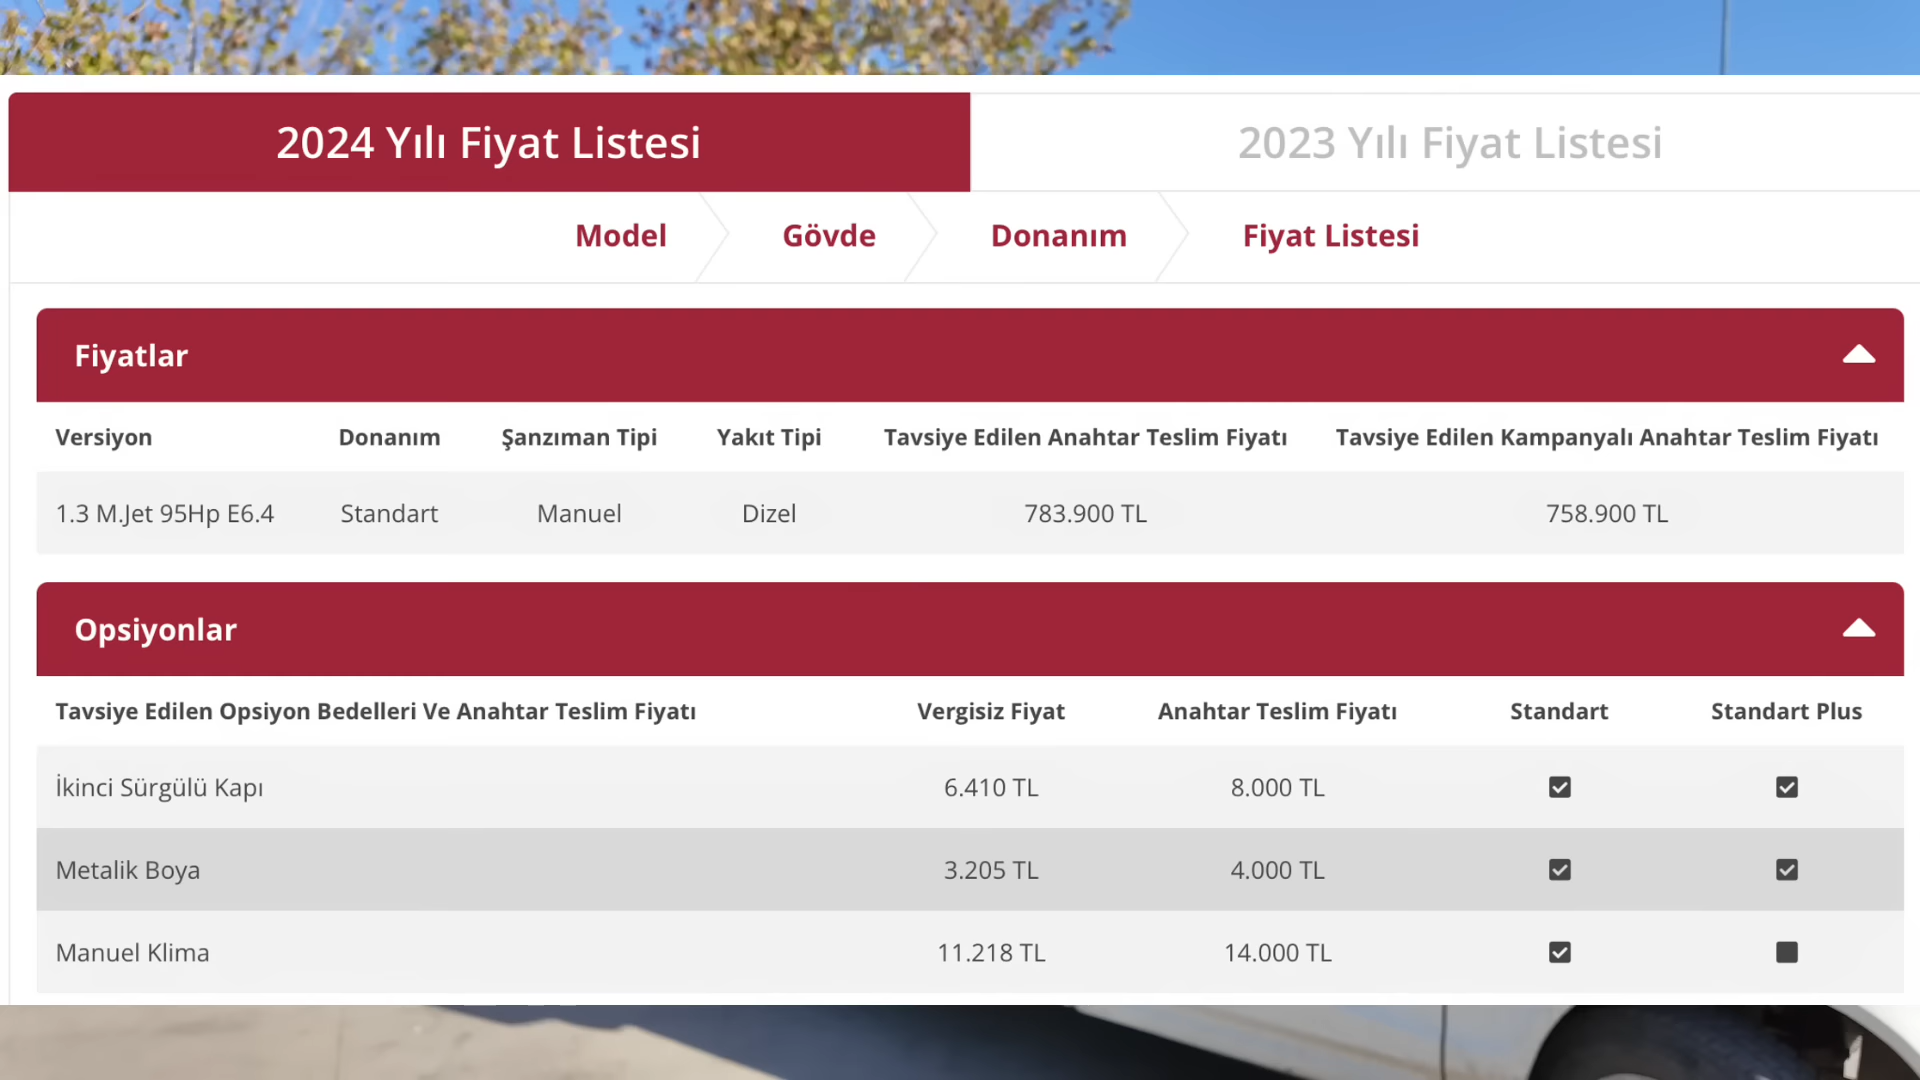 2024 Yılı Fiyat Listesi
2023 Yılı Fiyat Listesi
Model
Gövde
Donanım
Fiyat Listesi
Fiyatlar
Versiyon Donanım Şanzıman Tipi Yakıt Tipi Tavsiye Edilen Anahtar Teslim Fiyatı Tavsiye Edilen Kampanyalı Anahtar Teslim Fiyatı
1.3 M.Jet 95Hp E6.4 Standart Manuel Dizel 783.900 TL 758.900 TL
Opsiyonlar
Tavsiye Edilen Opsiyon Bedelleri Ve Anahtar Teslim Fiyatı Vergisiz Fiyat Anahtar Teslim Fiyatı Standart Standart Plus
İkinci Sürgülü Kapı 6.410 TL 8.000 TL
Metalik Boya 3.205 TL 4.000 TL
Manuel Klima 11.218 TL 14.000 TL